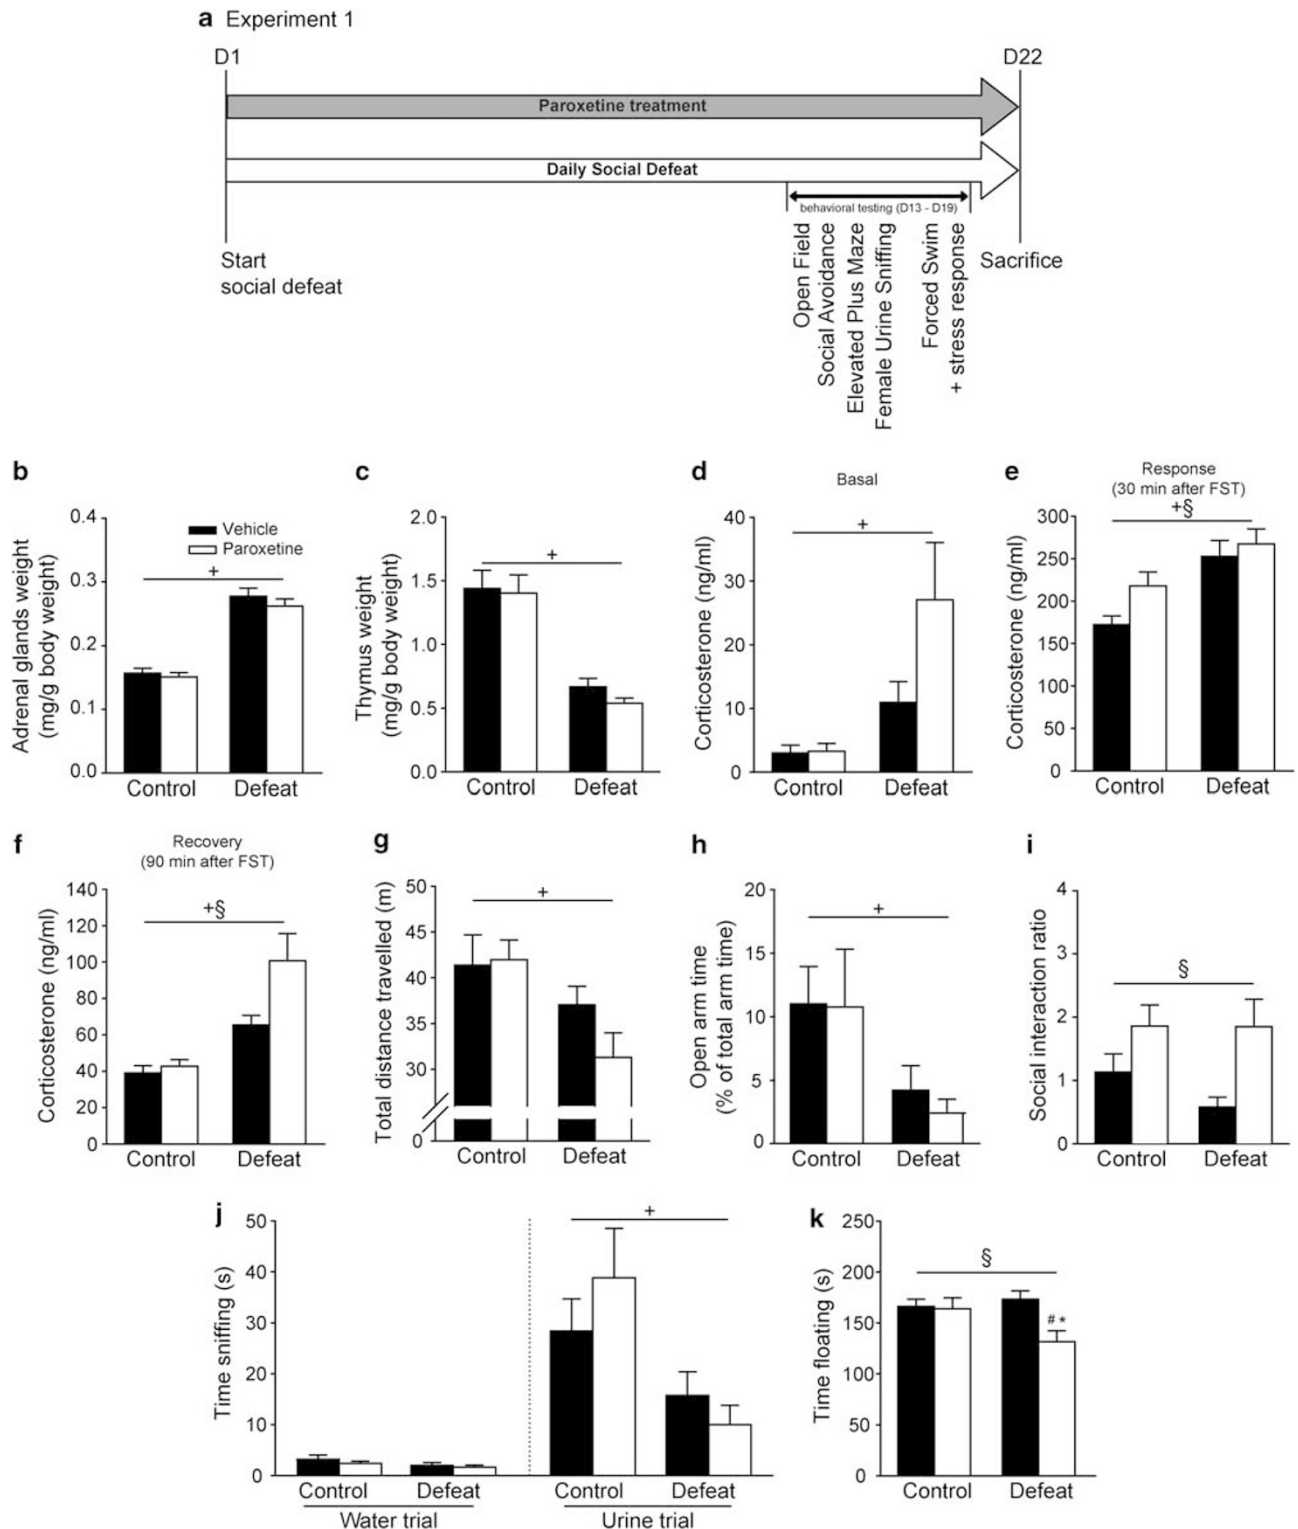 a Experiment 1
D1 D22
Paroxetine treatment
Daily Social Defeat
behavioral testing (D13 - D19)
Start
social defeat
Open Field
Social Avoidance
Elevated Plus Maze
Female Urine Sniffing
Forced Swim
+ stress response
Sacrifice
b
Adrenal glands weight
(mg/g body weight)
0.4
0.3
0.2
0.1
0.0
Vehicle
Paroxetine
+
Control Defeat
c
Thymus weight
(mg/g body weight)
2.0
1.5
1.0
0.5
0.0
+
Control Defeat
d
Basal
Corticosterone (ng/ml)
40
30
20
10
0
+
Control Defeat
e
Response
(30 min after FST)
Corticosterone (ng/ml)
300
250
200
150
100
50
0
+§
Control Defeat
f
Recovery
(90 min after FST)
Corticosterone (ng/ml)
140
120
100
80
60
40
20
0
+§
Control Defeat
g
Total distance travelled (m)
50
45
40
35
30
0
+
Control Defeat
h
Open arm time
(% of total arm time)
20
15
10
5
0
+
Control Defeat
i
Social interaction ratio
4
3
2
1
0
§
Control Defeat
j
Time sniffing (s)
50
40
30
20
10
0
+
Control Defeat Control Defeat
Water trial Urine trial
k
Time floating (s)
250
200
150
100
50
0
§
# *
Control Defeat